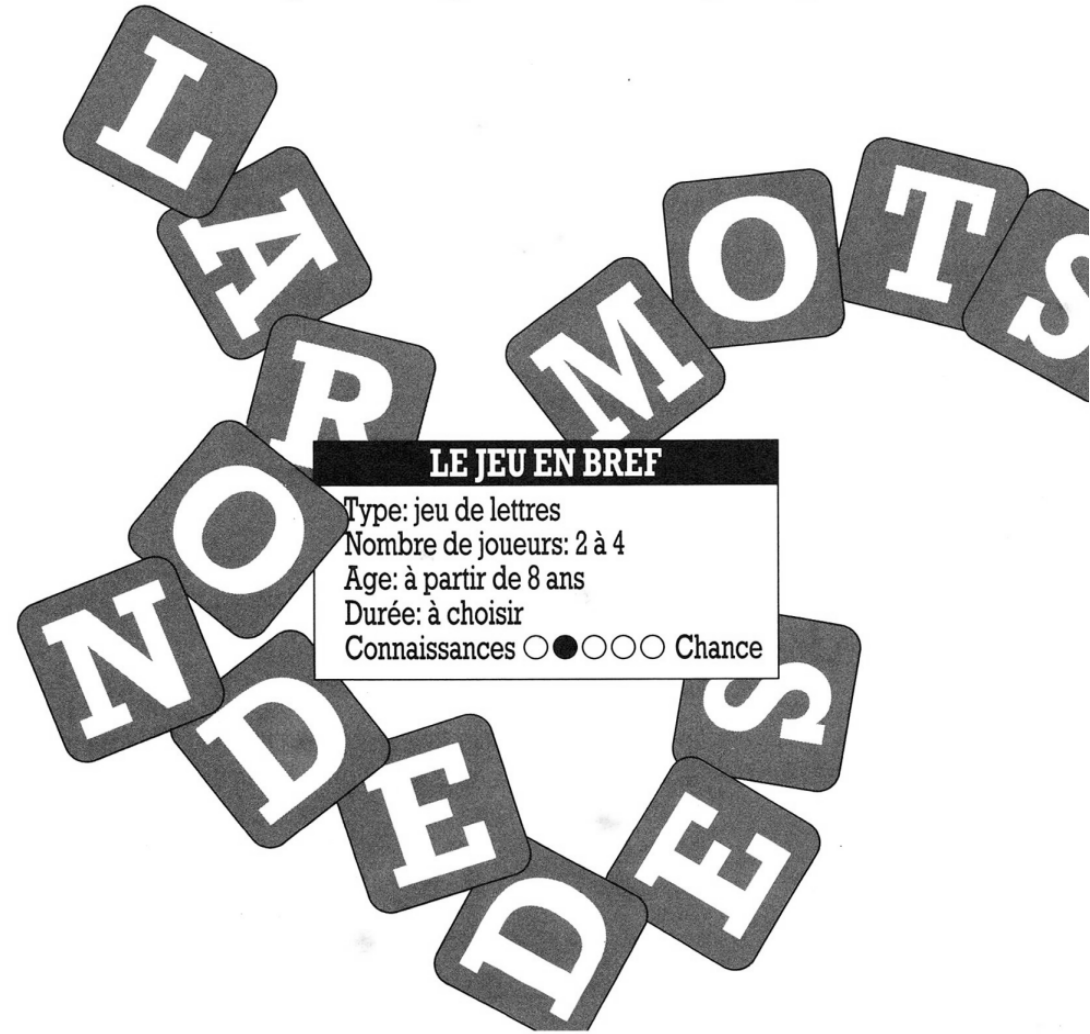 LA RONDE DES MOTS
LE JEU EN BREF
Type: jeu de lettres
Nombre de joueurs: 2 à 4
Age: à partir de 8 ans
Durée: à choisir
Connaissances ○●○○○ Chance